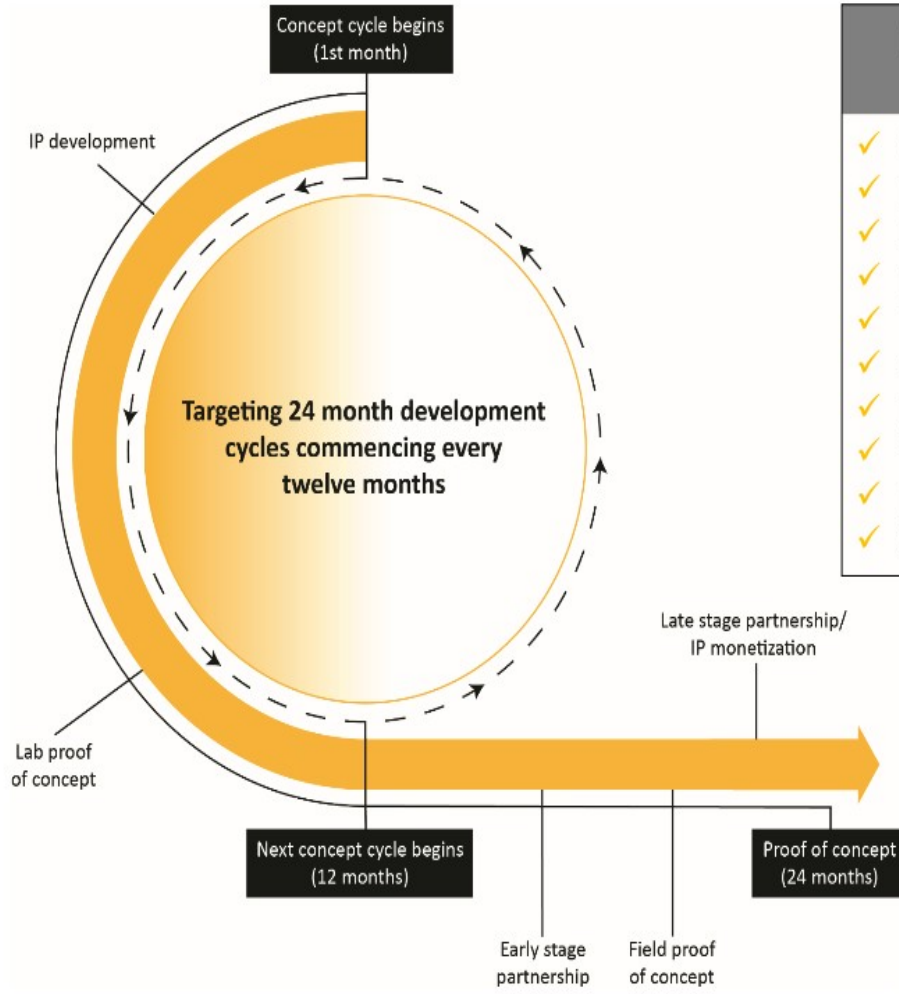 Concept cycle begins
(1st month)
IP development
Targeting 24 month development
cycles commencing every
twelve months
Late stage partnership/
IP monetization
Lab proof
of concept
Next concept cycle begins
(12 months)
Proof of concept
(24 months)
Early stage
partnership
Field proof
of concept